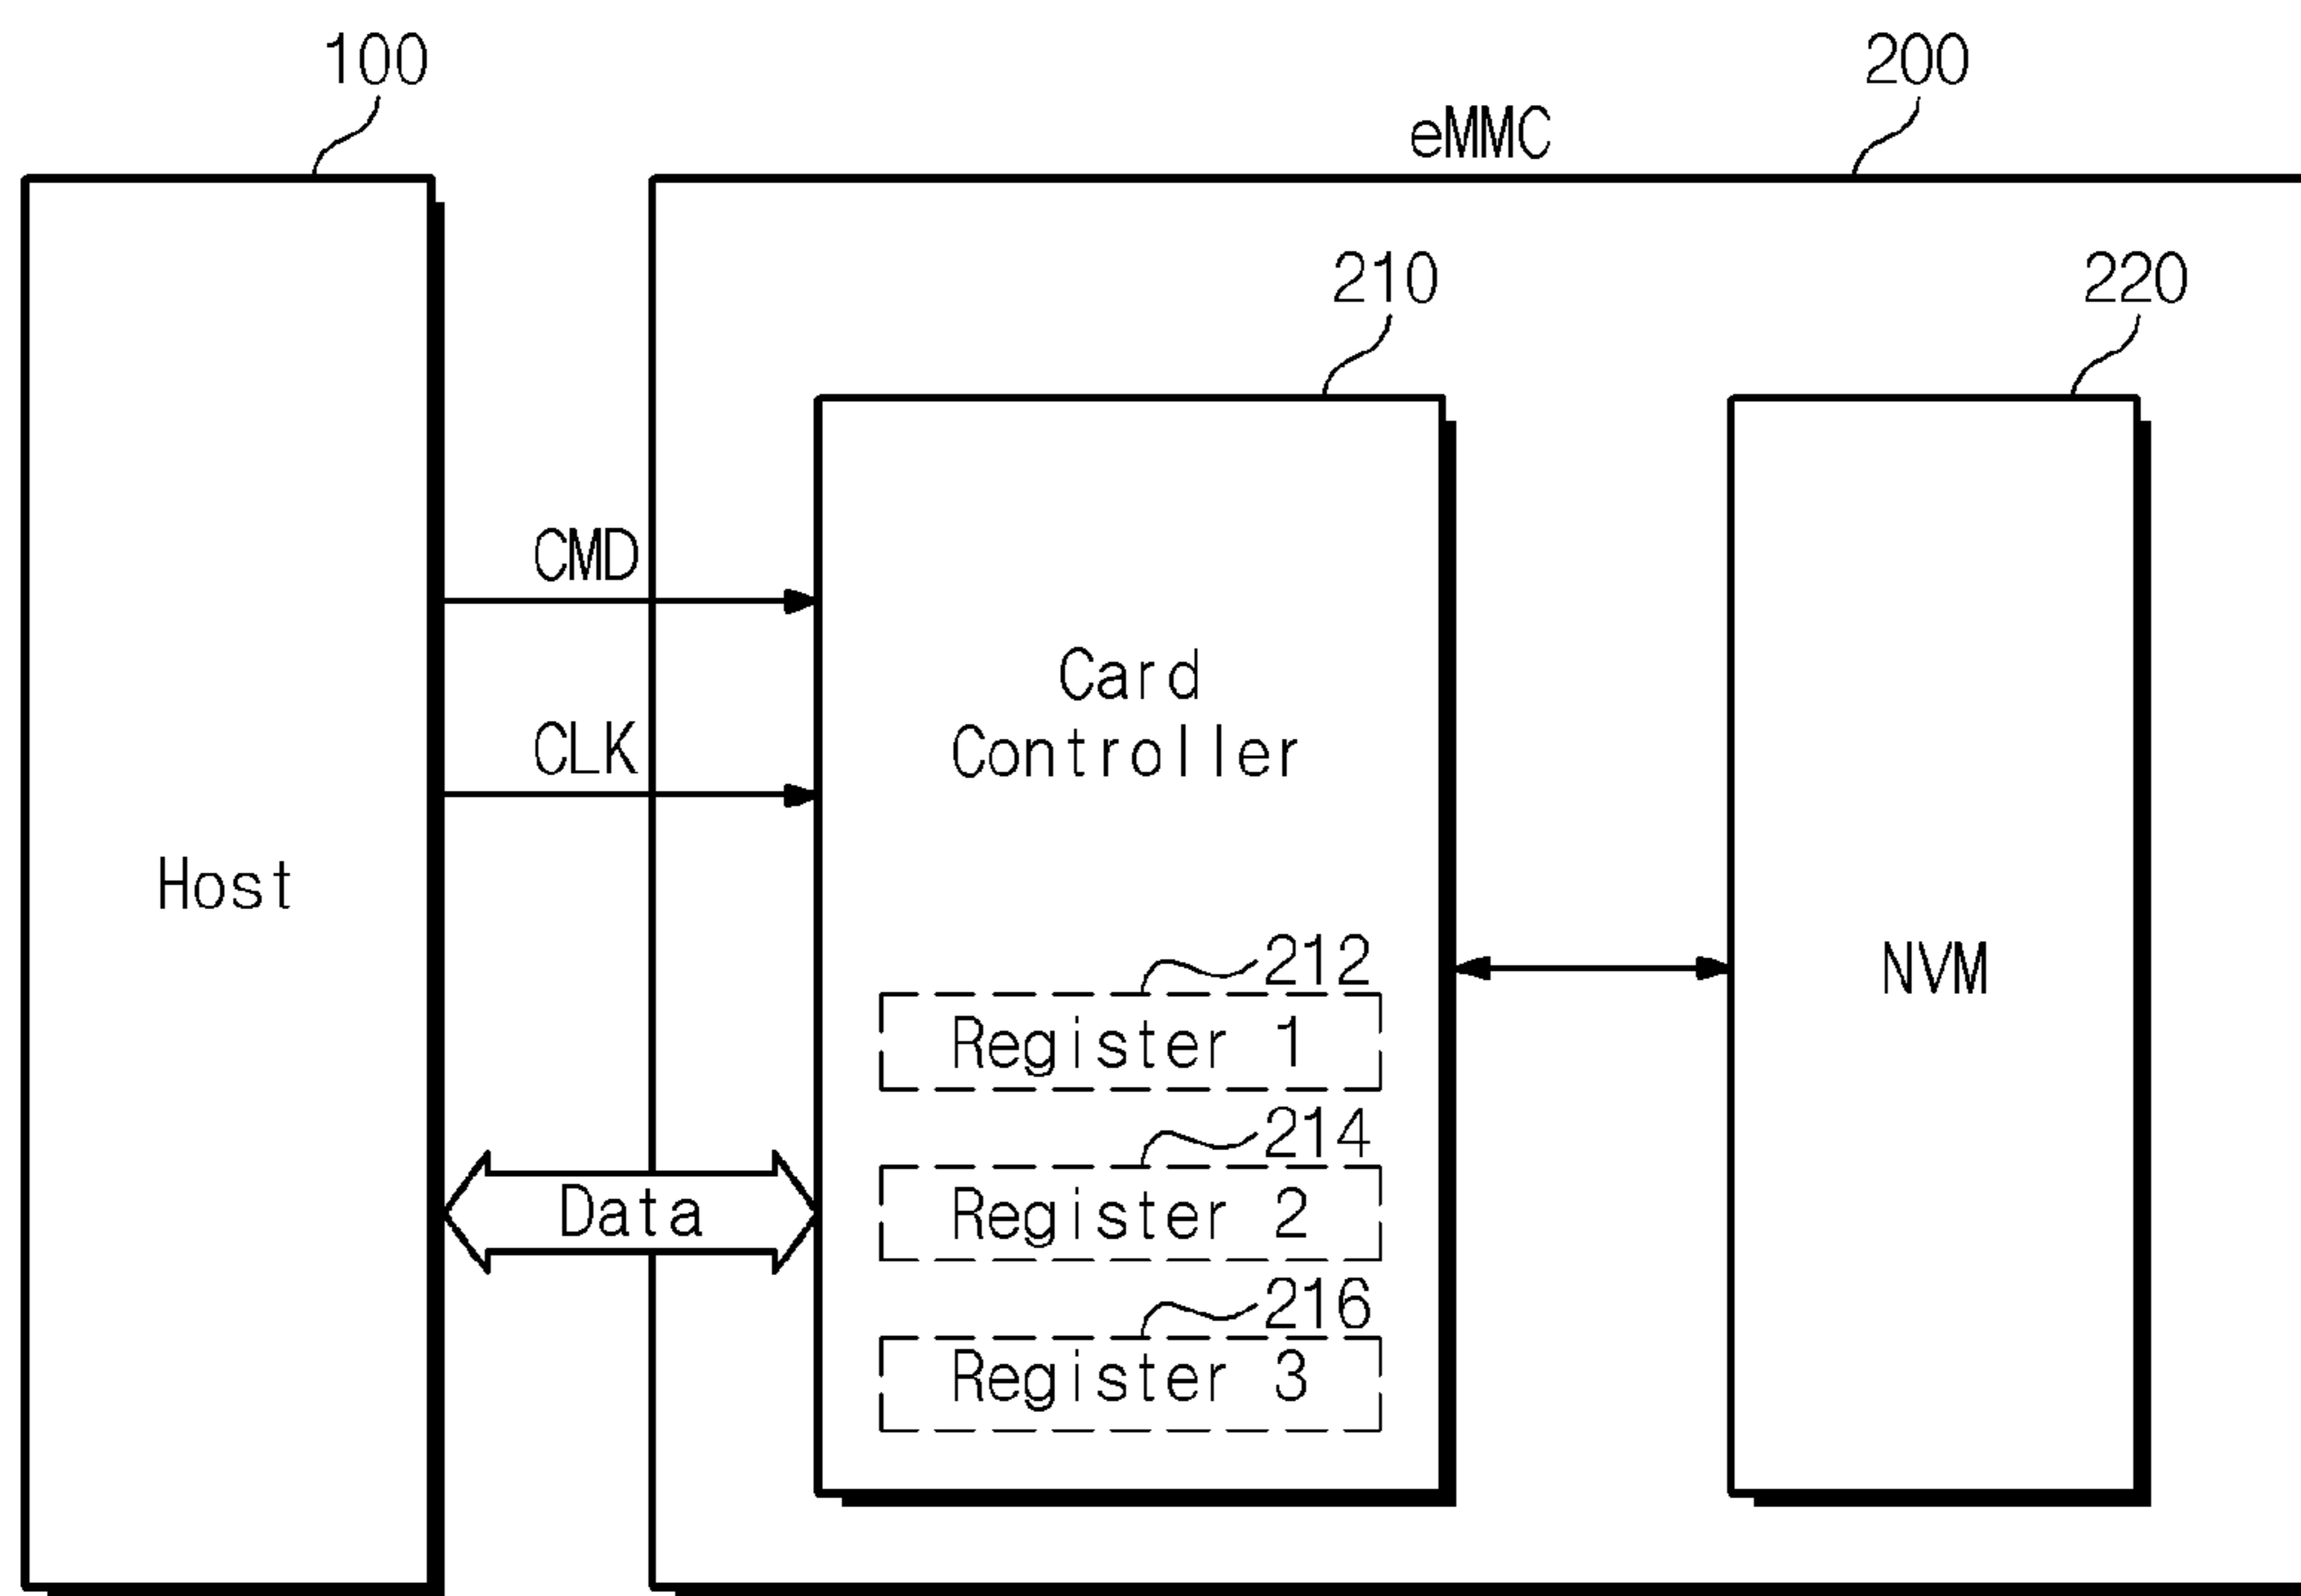 100
200
eMMC
210
220
CMD
Card
Controller
CLK
Host
NVM
212
Register 1
214
Register 2
Data
216
Register 3